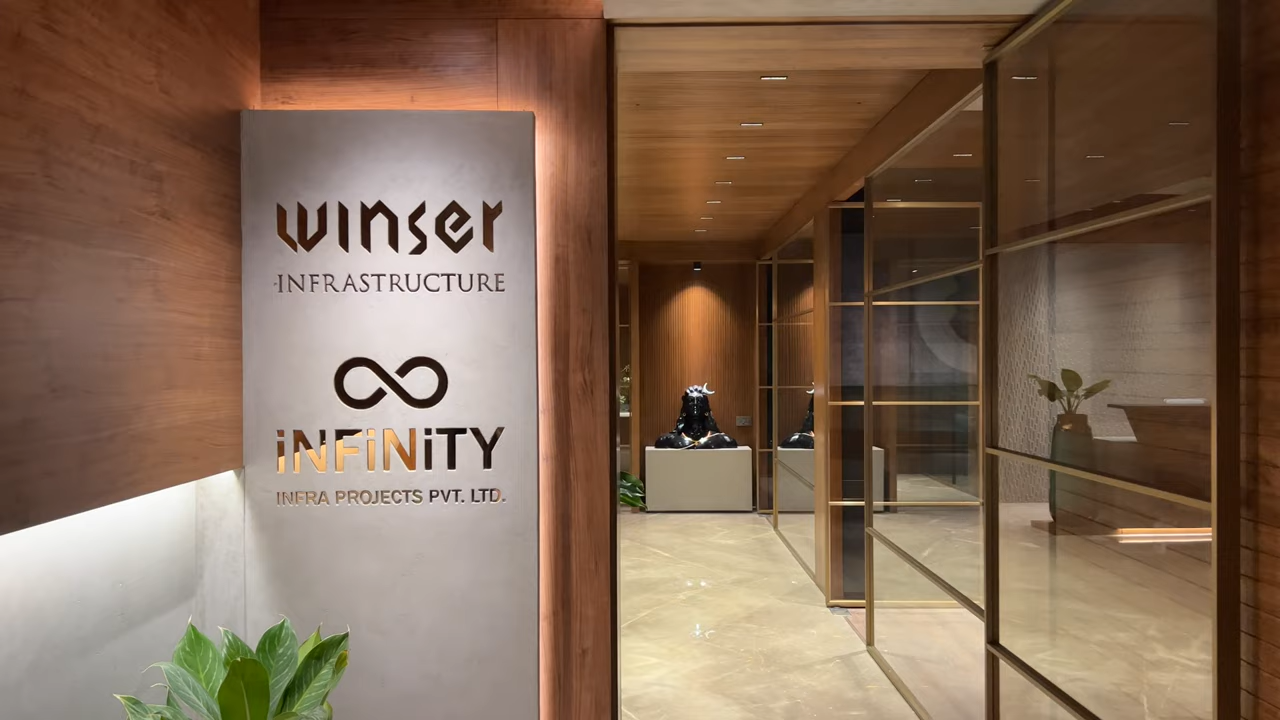 winser
INFRASTRUCTURE
iNFiNiTY
INFRA PROJECTS PVT. LTD.